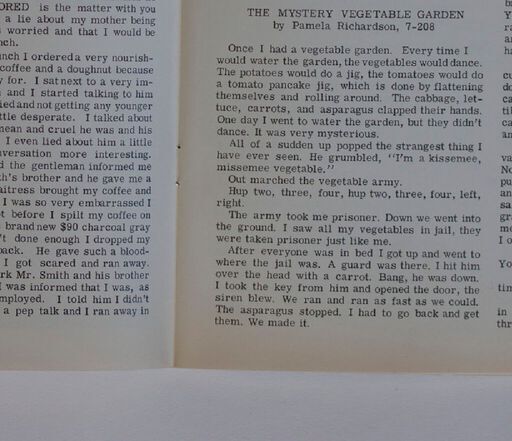 ORED is the matter with you
a lie about my mother being
worried and that I would be
nch.
nch I ordered a very nourish-
coffee and a doughnut because
y for. I sat next to a very im-
and I started talking to him
ied and not getting any younger
ttle desperate. I talked about
mean and cruel he was and his
I even lied about him a little
versation more interesting.
d the gentleman informed me
th's brother and he gave me a
aitress brought my coffee and
I was so very embarrassed I
t before I spilt my coffee on
brand new $90 charcoal gray
't done enough I dropped my
back. He gave such a blood-
I got scared and ran away.
rk Mr. Smith and his brother
I was informed that I was, as
mployed. I told him I didn't
a pep talk and I ran away in
THE MYSTERY VEGETABLE GARDEN
by Pamela Richardson, 7-208
Once I had a vegetable garden. Every time I
would water the garden, the vegetables would dance.
The potatoes would do a jig, the tomatoes would do
a tomato pancake jig, which is done by flattening
themselves and rolling around. The cabbage, let-
tuce, carrots, and asparagus clapped their hands.
One day I went to water the garden, but they didn't
dance. It was very mysterious.
All of a sudden up popped the strangest thing I
have ever seen. He grumbled, "I'm a kissemee,
missemee vegetable."
Out marched the vegetable army.
Hup two, three, four, hup two, three, four, left,
right.
The army took me prisoner. Down we went into
the ground. I saw all my vegetables in jail, they
were taken prisoner just like me.
After everyone was in bed I got up and went to
where the jail was. A guard was there. I hit him
over the head with a carrot. Bang, he was down.
I took the key from him and opened the door, the
siren blew. We ran and ran as fast as we could.
The asparagus stopped. I had to go back and get
them. We made it.